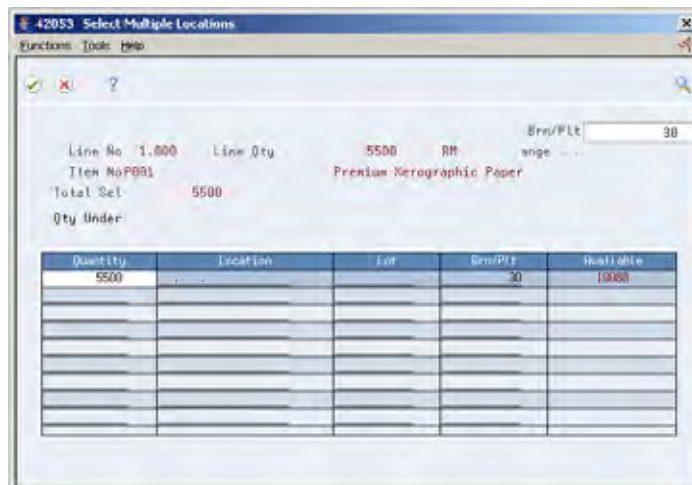 42053 Select Multiple Locations
Functions Tools Help
?
Brn/Plt 30
Line No 1.000 Line Qty 5500 RM ange ...
Item No P001 Premium Xerographic Paper
Total Sel 5500
Qty Under
Quantity Location Lot Brn/Plt Available
5500 . . 30